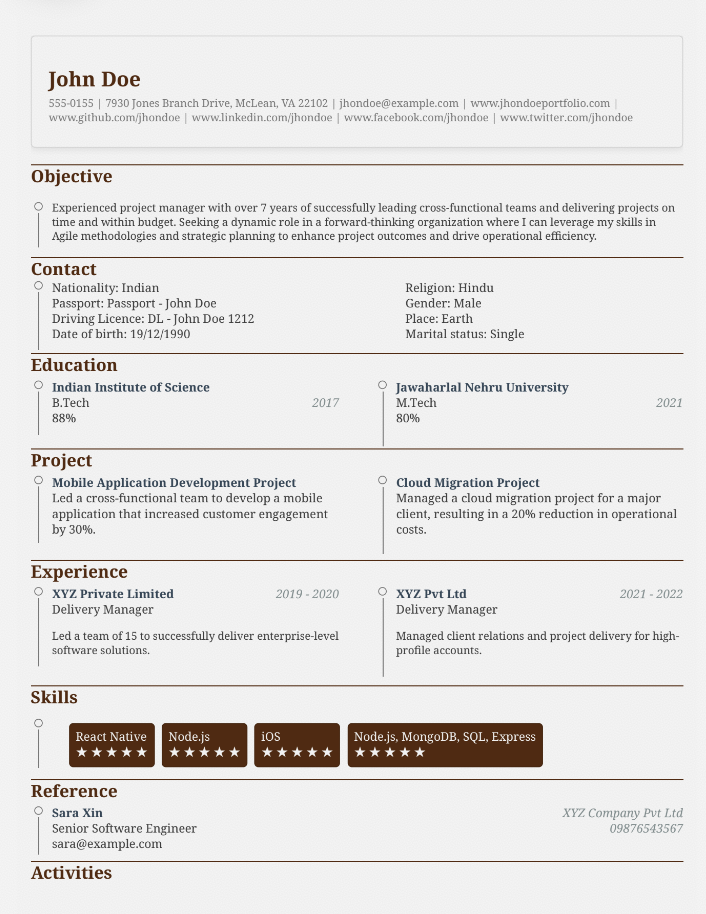 John Doe
555-0155 | 7930 Jones Branch Drive, McLean, VA 22102 | jhondoe@example.com | www.jhondoeportfolio.com |
www.github.com/jhondoe | www.linkedin.com/jhondoe | www.facebook.com/jhondoe | www.twitter.com/jhondoe
Objective
Experienced project manager with over 7 years of successfully leading cross-functional teams and delivering projects on
time and within budget. Seeking a dynamic role in a forward-thinking organization where I can leverage my skills in
Agile methodologies and strategic planning to enhance project outcomes and drive operational efficiency.
Contact
Nationality: Indian
Passport: Passport - John Doe
Driving Licence: DL - John Doe 1212
Date of birth: 19/12/1990
Religion: Hindu
Gender: Male
Place: Earth
Marital status: Single
Education
Indian Institute of Science
B.Tech 2017
88%
Jawaharlal Nehru University
M.Tech 2021
80%
Project
Mobile Application Development Project
Led a cross-functional team to develop a mobile
application that increased customer engagement
by 30%.
Cloud Migration Project
Managed a cloud migration project for a major
client, resulting in a 20% reduction in operational
costs.
Experience
XYZ Private Limited 2019 - 2020
Delivery Manager
Led a team of 15 to successfully deliver enterprise-level
software solutions.
XYZ Pvt Ltd 2021 - 2022
Delivery Manager
Managed client relations and project delivery for high-
profile accounts.
Skills
React Native
★★★★★
Node.js
★★★★★
iOS
★★★★★
Node.js, MongoDB, SQL, Express
★★★★★
Reference
Sara Xin XYZ Company Pvt Ltd
Senior Software Engineer 09876543567
sara@example.com
Activities